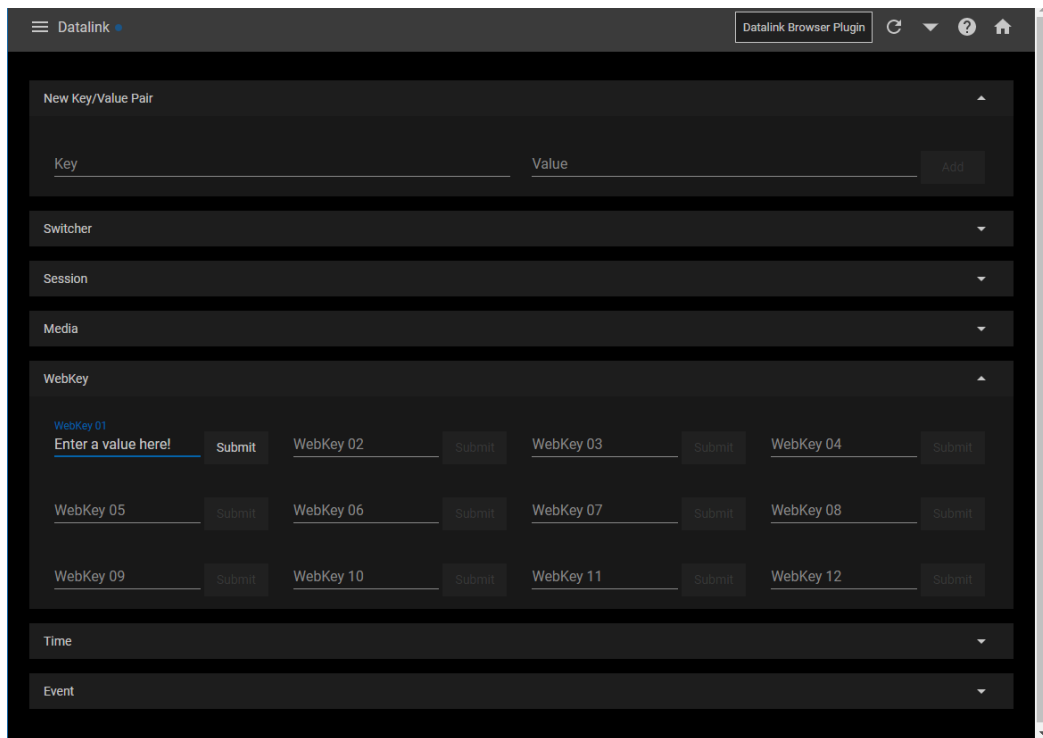 Datalink Datalink Browser Plugin
New Key/Value Pair
Key Value Add
Switcher
Session
Media
WebKey
WebKey 01
Enter a value here! Submit WebKey 02 Submit WebKey 03 Submit WebKey 04 Submit
WebKey 05 Submit WebKey 06 Submit WebKey 07 Submit WebKey 08 Submit
WebKey 09 Submit WebKey 10 Submit WebKey 11 Submit WebKey 12 Submit
Time
Event